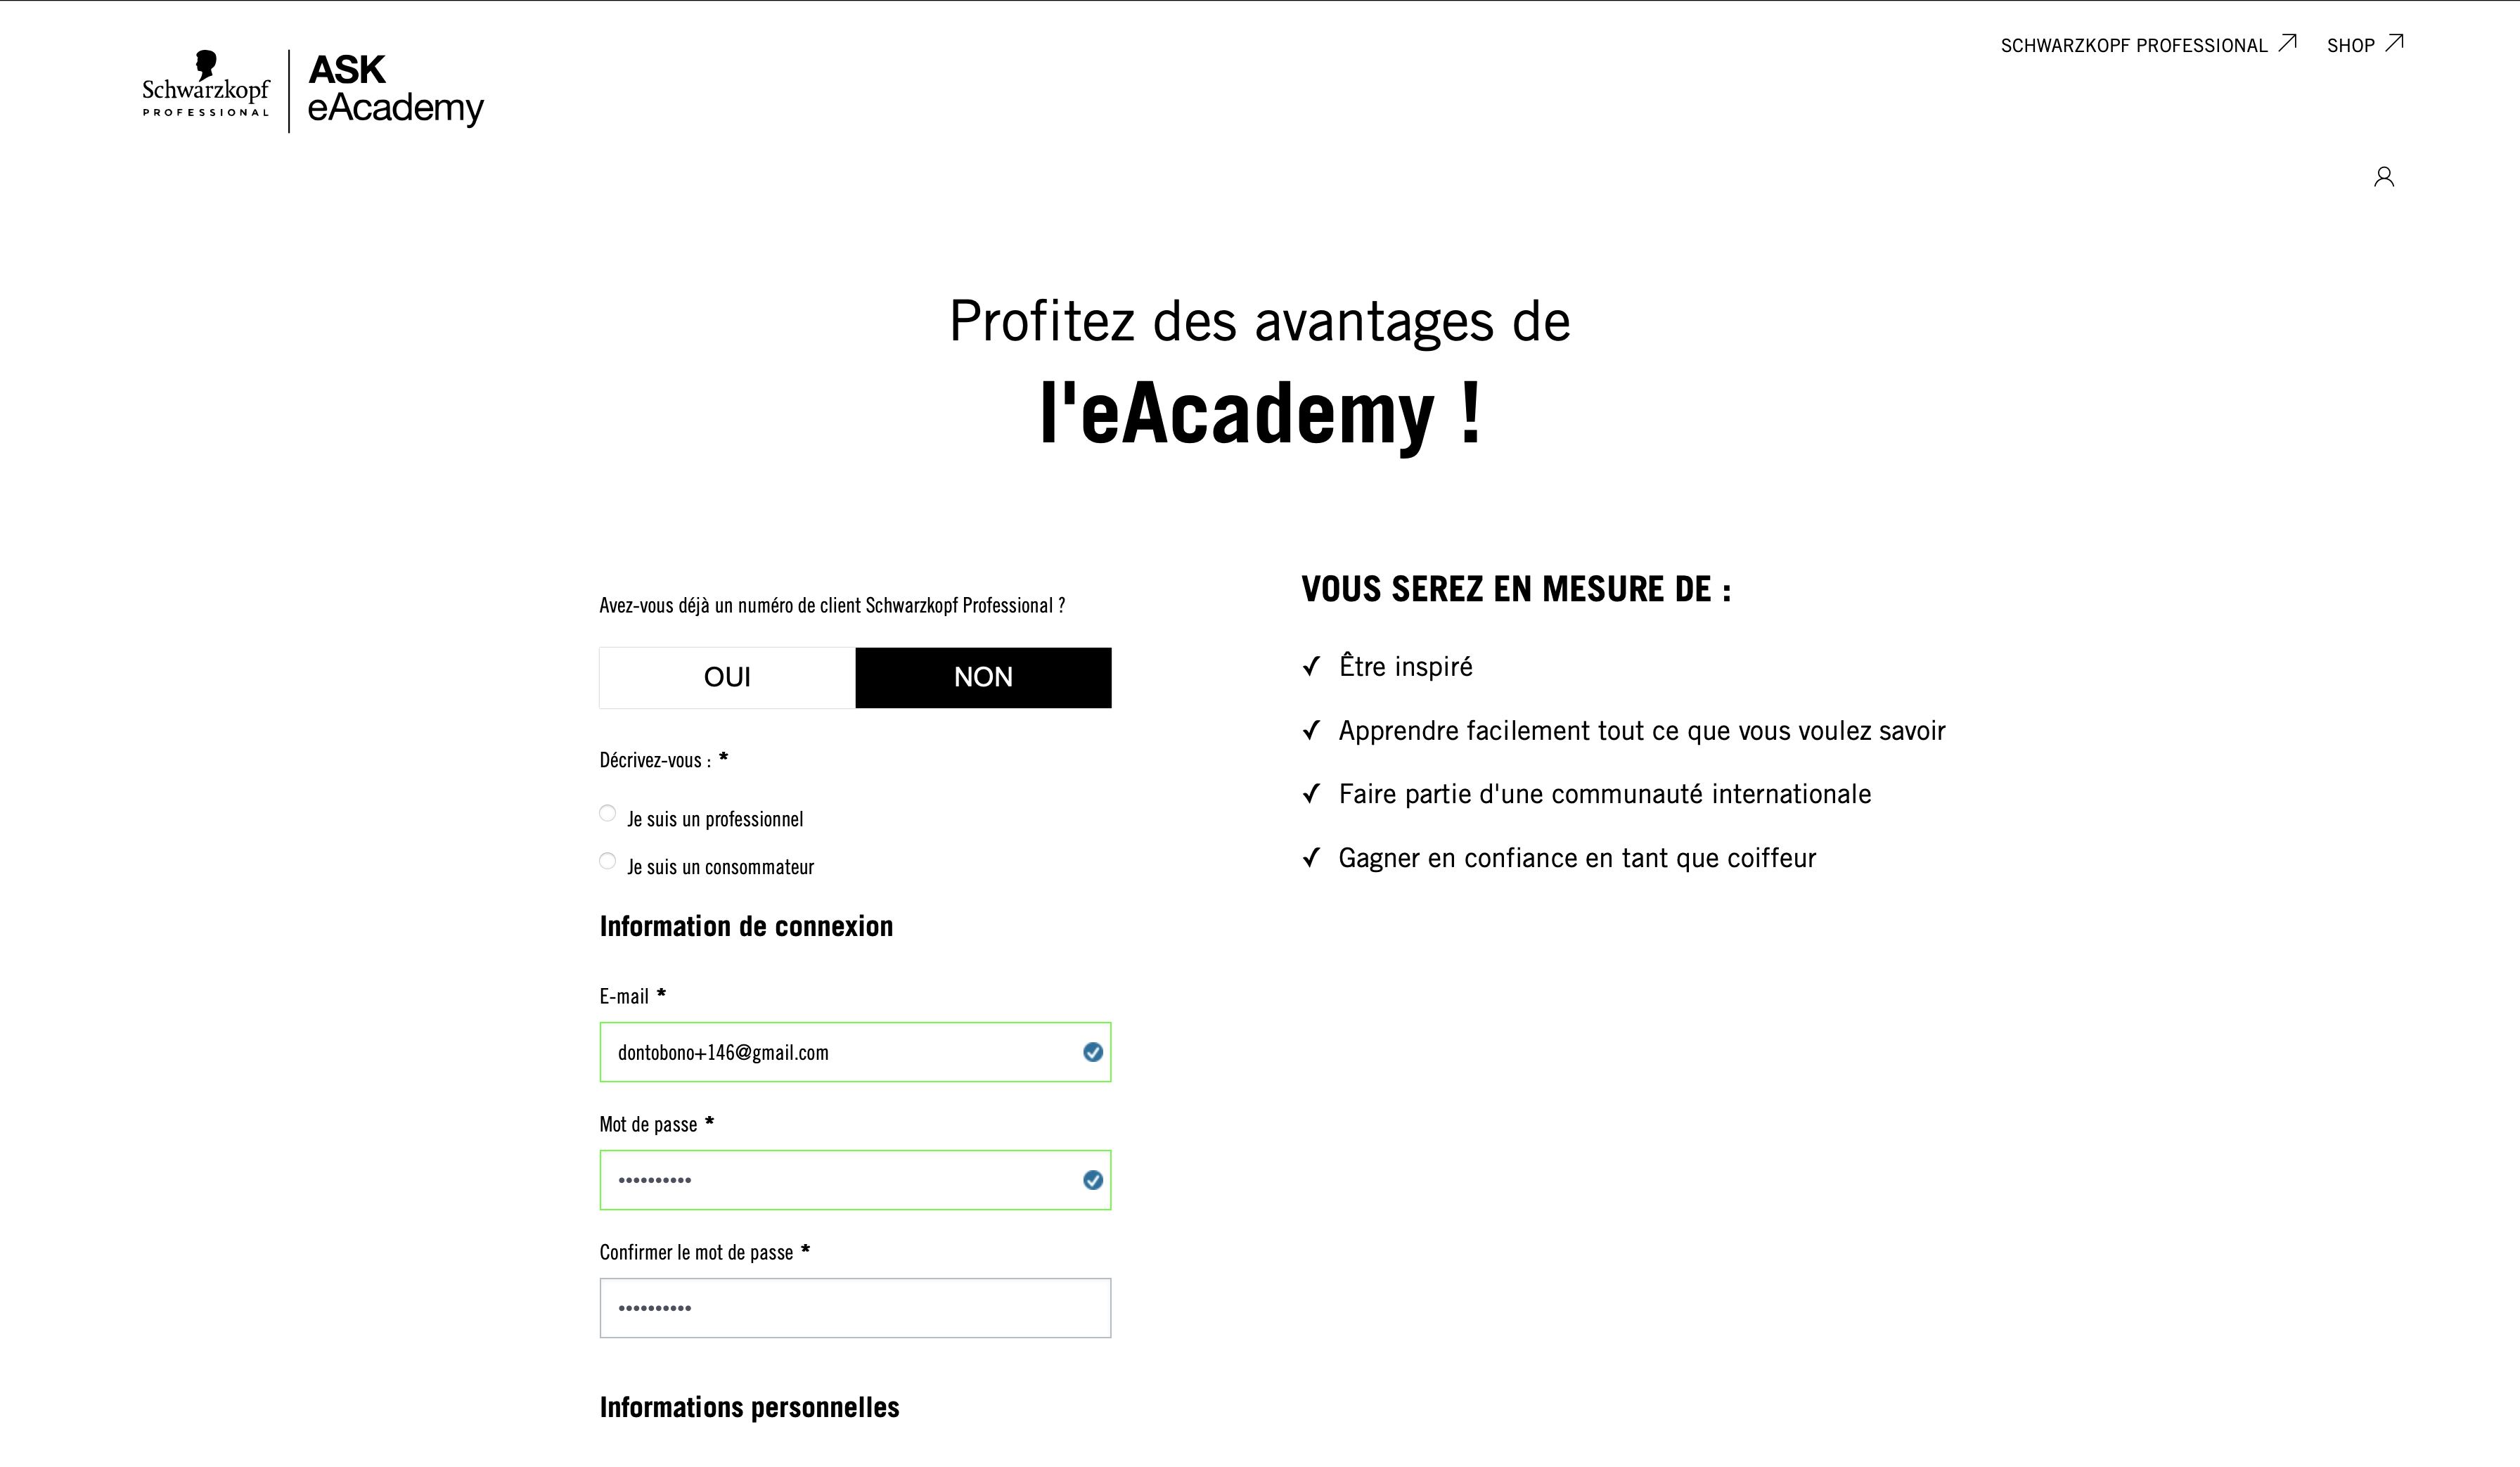 SCHWARZKOPF PROFESSIONAL
SHOP
Schwarzkopf
PROFESSIONAL
ASK
eAcademy
Profitez des avantages de
l'eAcademy !
Avez-vous déjà un numéro de client Schwarzkopf Professional ?
OUI
NON
Décrivez-vous : *
Je suis un professionnel
Je suis un consommateur
Information de connexion
E-mail *
dontobono+146@gmail.com
Mot de passe *
••••••••••
Confirmer le mot de passe *
••••••••••
Informations personnelles
VOUS SEREZ EN MESURE DE :
Être inspiré
Apprendre facilement tout ce que vous voulez savoir
Faire partie d'une communauté internationale
Gagner en confiance en tant que coiffeur